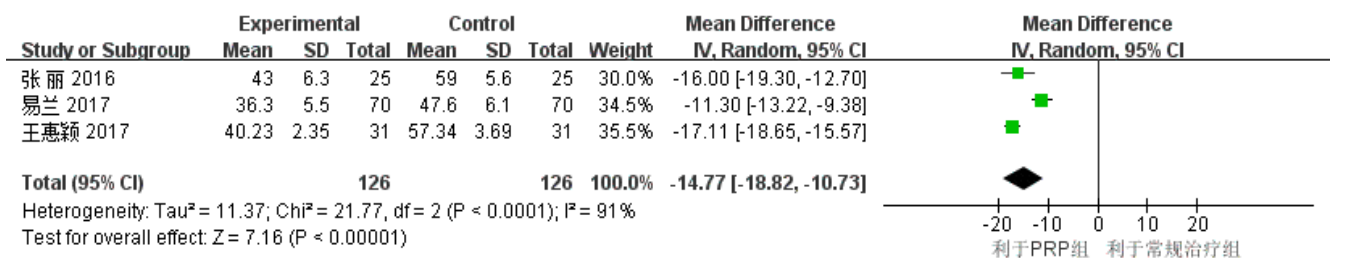 Experimental Control Mean Difference Mean Difference
Study or Subgroup Mean SD Total Mean SD Total Weight IV, Random, 95% CI IV, Random, 95% CI
张 丽 2016 43 6.3 25 59 5.6 25 30.0% -16.00 [-19.30, -12.70]
易兰 2017 36.3 5.5 70 47.6 6.1 70 34.5% -11.30 [-13.22, -9.38]
王惠颖 2017 40.23 2.35 31 57.34 3.69 31 35.5% -17.11 [-18.65, -15.57]
Total (95% CI) 126 126 100.0% -14.77 [-18.82, -10.73]
Heterogeneity: Tau² = 11.37; Chi² = 21.77, df = 2 (P < 0.0001); I² = 91%
Test for overall effect: Z = 7.16 (P < 0.00001)
-20 -10 0 10 20
利于PRP组 利于常规治疗组